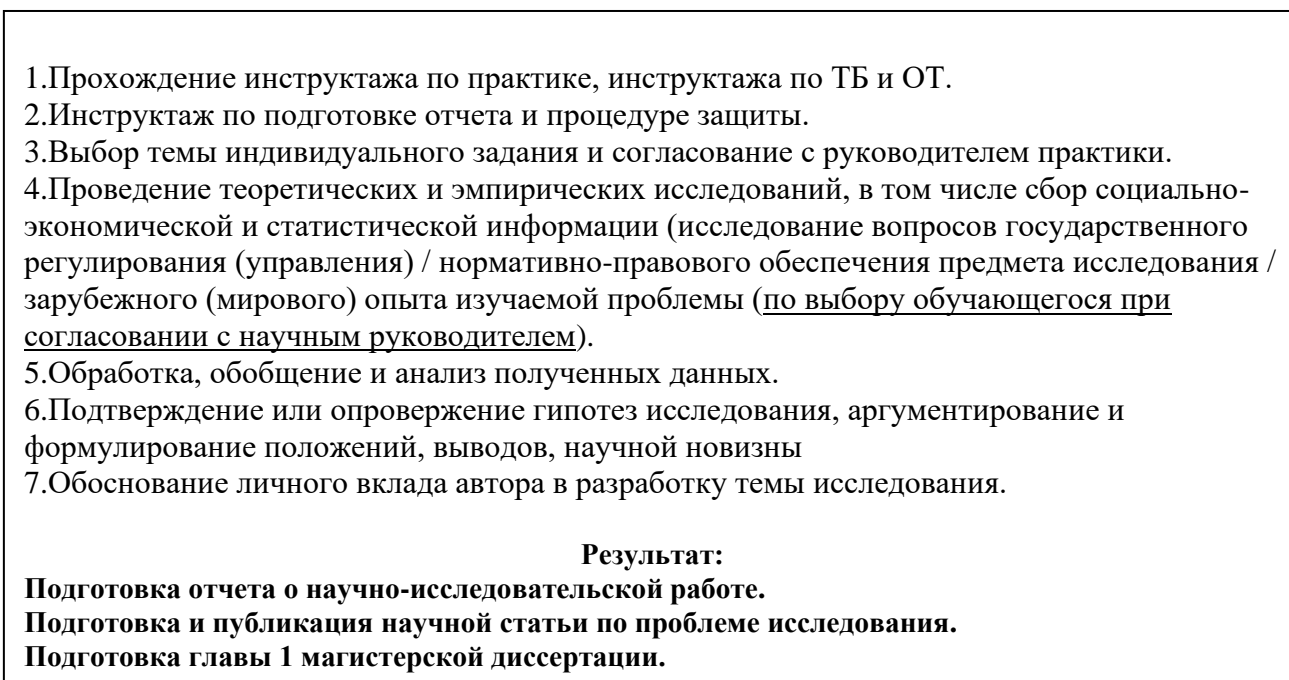 1.Прохождение инструктажа по практике, инструктажа по ТБ и ОТ.
2.Инструктаж по подготовке отчета и процедуре защиты.
3.Выбор темы индивидуального задания и согласование с руководителем практики.
4.Проведение теоретических и эмпирических исследований, в том числе сбор социально-
экономической и статистической информации (исследование вопросов государственного
регулирования (управления) / нормативно-правового обеспечения предмета исследования /
зарубежного (мирового) опыта изучаемой проблемы (по выбору обучающегося при
согласовании с научным руководителем).
5.Обработка, обобщение и анализ полученных данных.
6.Подтверждение или опровержение гипотез исследования, аргументирование и
формулирование положений, выводов, научной новизны
7.Обоснование личного вклада автора в разработку темы исследования.
Результат:
Подготовка отчета о научно-исследовательской работе.
Подготовка и публикация научной статьи по проблеме исследования.
Подготовка главы 1 магистерской диссертации.